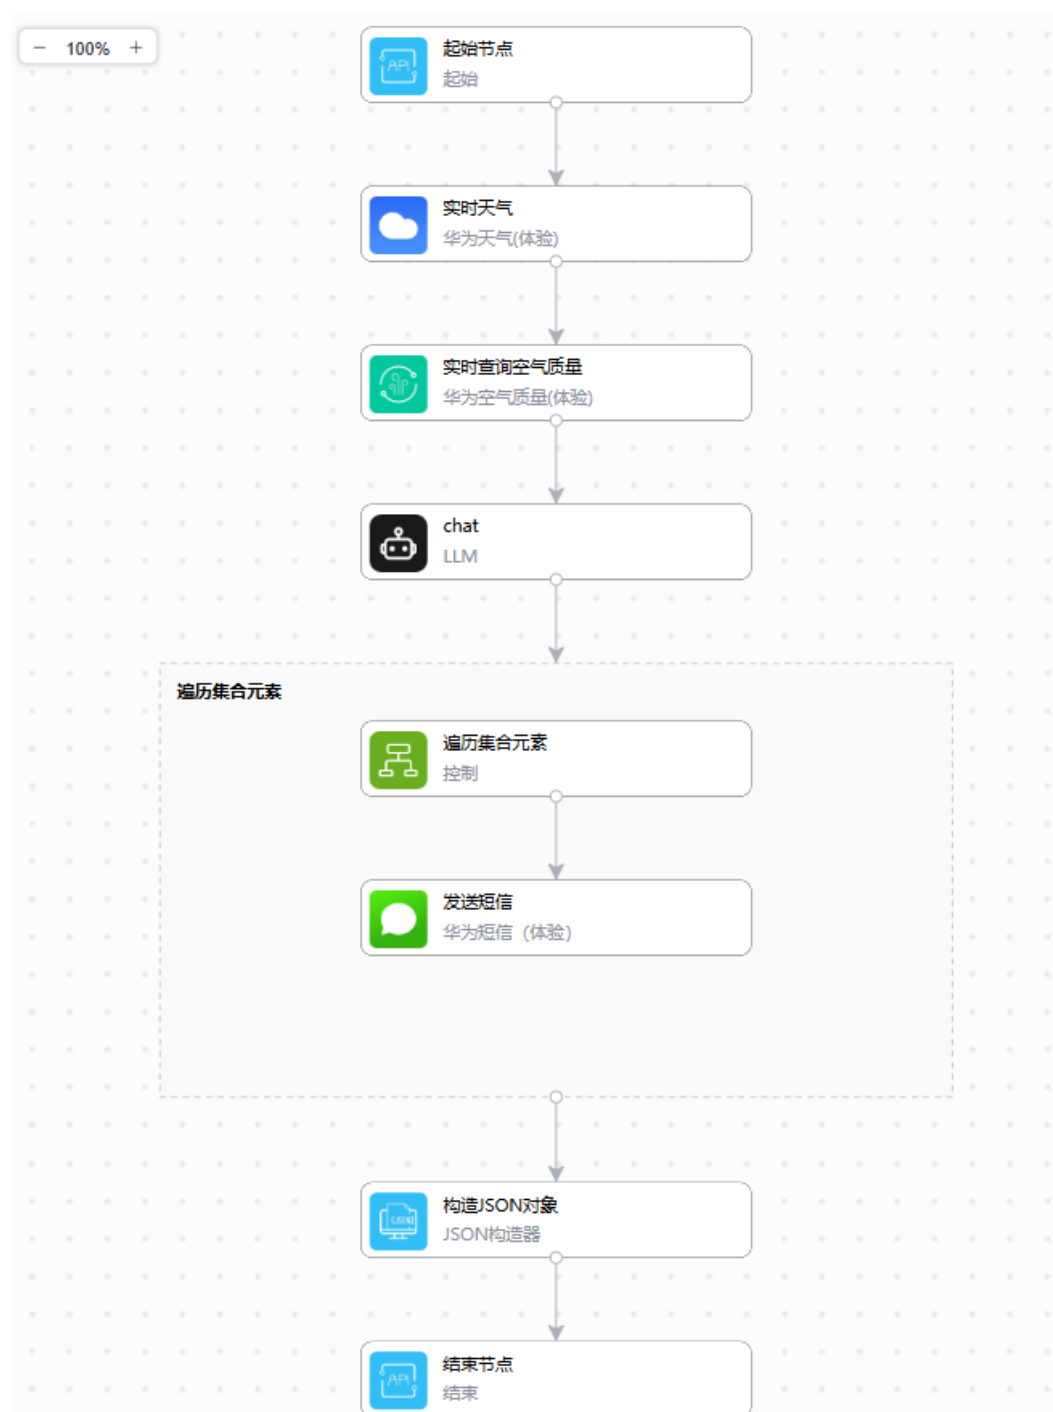 − 100% +
起始节点
起始
实时天气
华为天气(体验)
实时查询空气质量
华为空气质量(体验)
chat
LLM
遍历集合元素
遍历集合元素
控制
发送短信
华为短信（体验）
构造JSON对象
JSON构造器
结束节点
结束